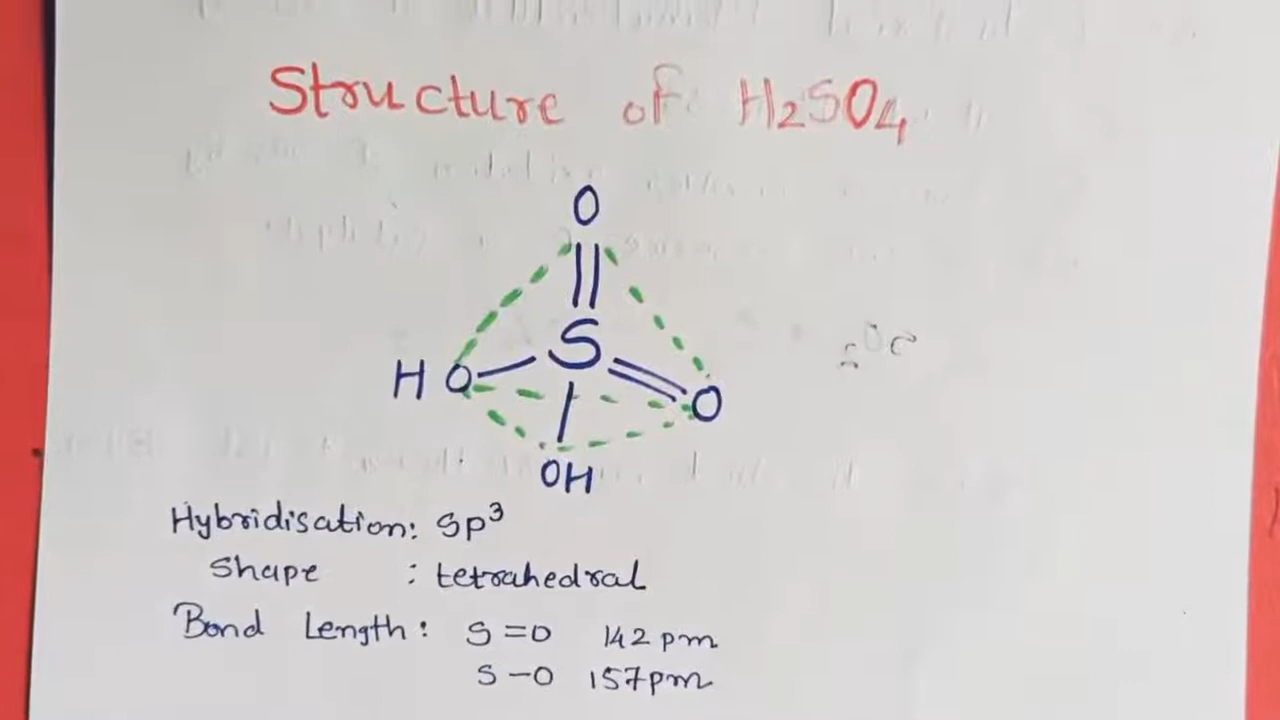 Structure of H2SO4
O
S
HO
O
OH
Hybridisation: sp³
Shape : tetrahedral
Bond Length: S=O 142 pm
S-O 157pm